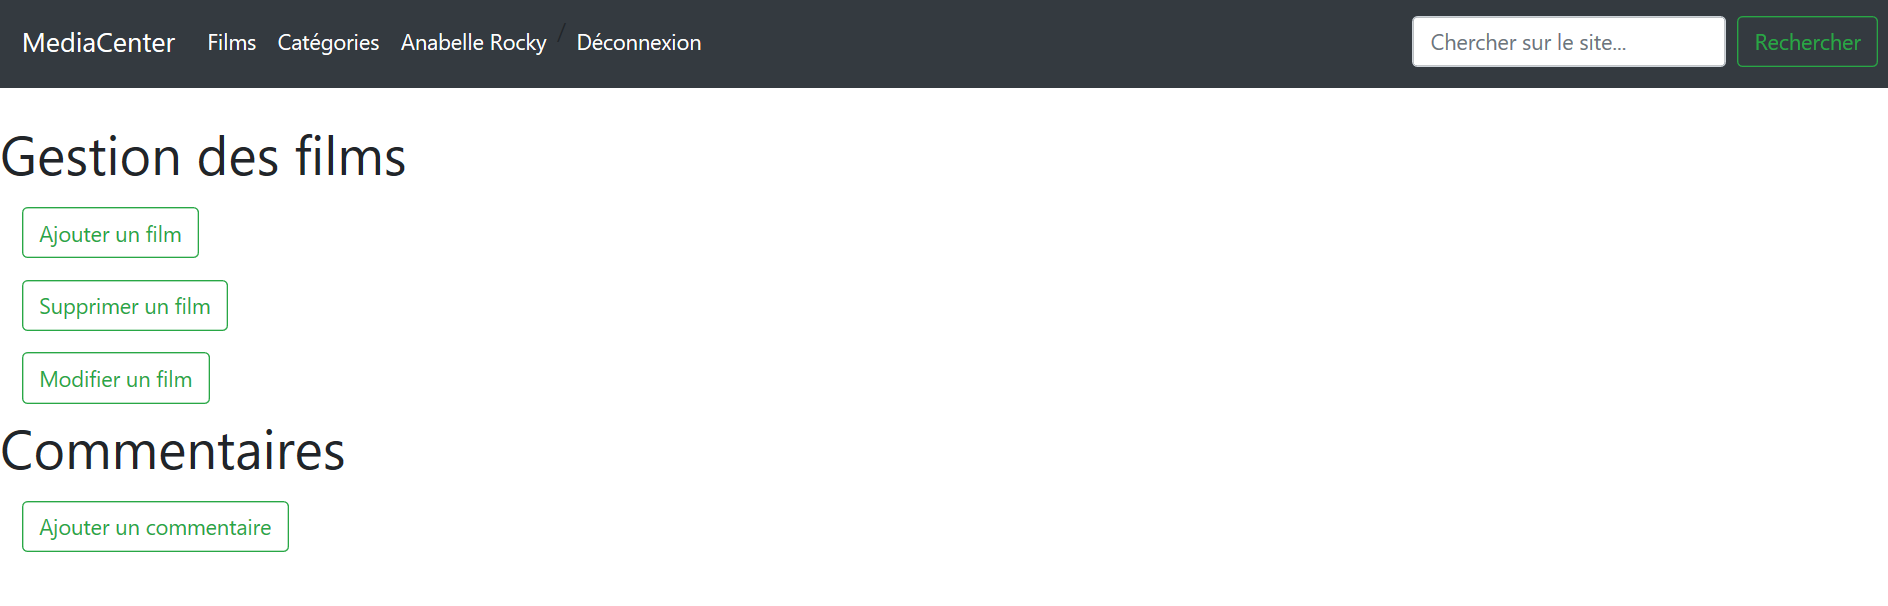 MediaCenter Films Catégories Anabelle Rocky / Déconnexion Chercher sur le site... Rechercher
Gestion des films
Ajouter un film
Supprimer un film
Modifier un film
Commentaires
Ajouter un commentaire